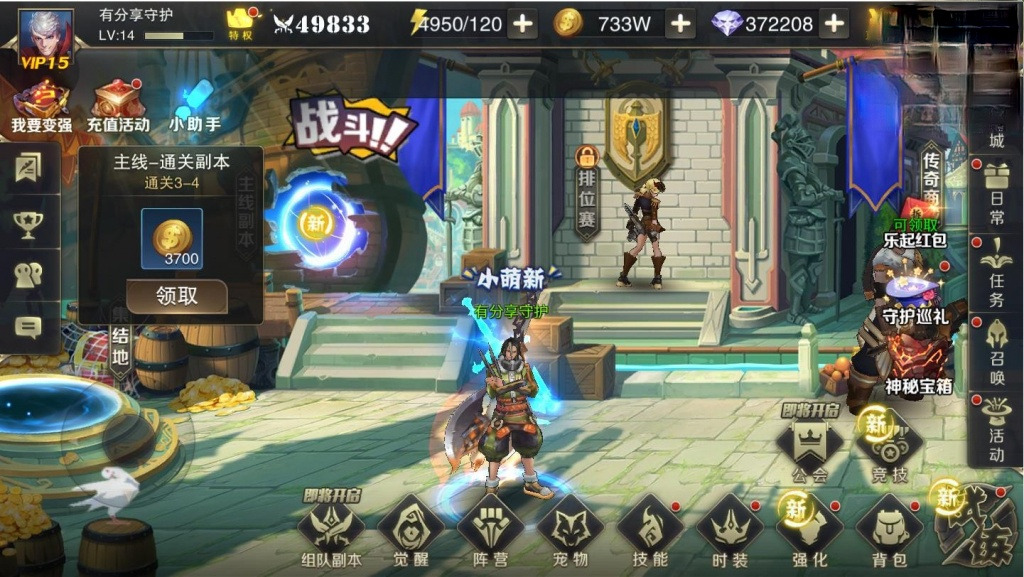 有分享守护
LV:14
VIP15
特权
49833
4950/120
733W
372208
我要变强
充值活动
小助手
战斗!!
主线-通关副本
通关3-4
3700
领取
主线副本
新
排位赛
传奇商
城
日常
任务
召唤
活动
可领取
乐起红包
守护巡礼
神秘宝箱
小萌新
有分享守护
集结地
即将开启
公会
新
竞技
即将开启
组队副本
觉醒
阵营
宠物
技能
时装
新
强化
背包
新